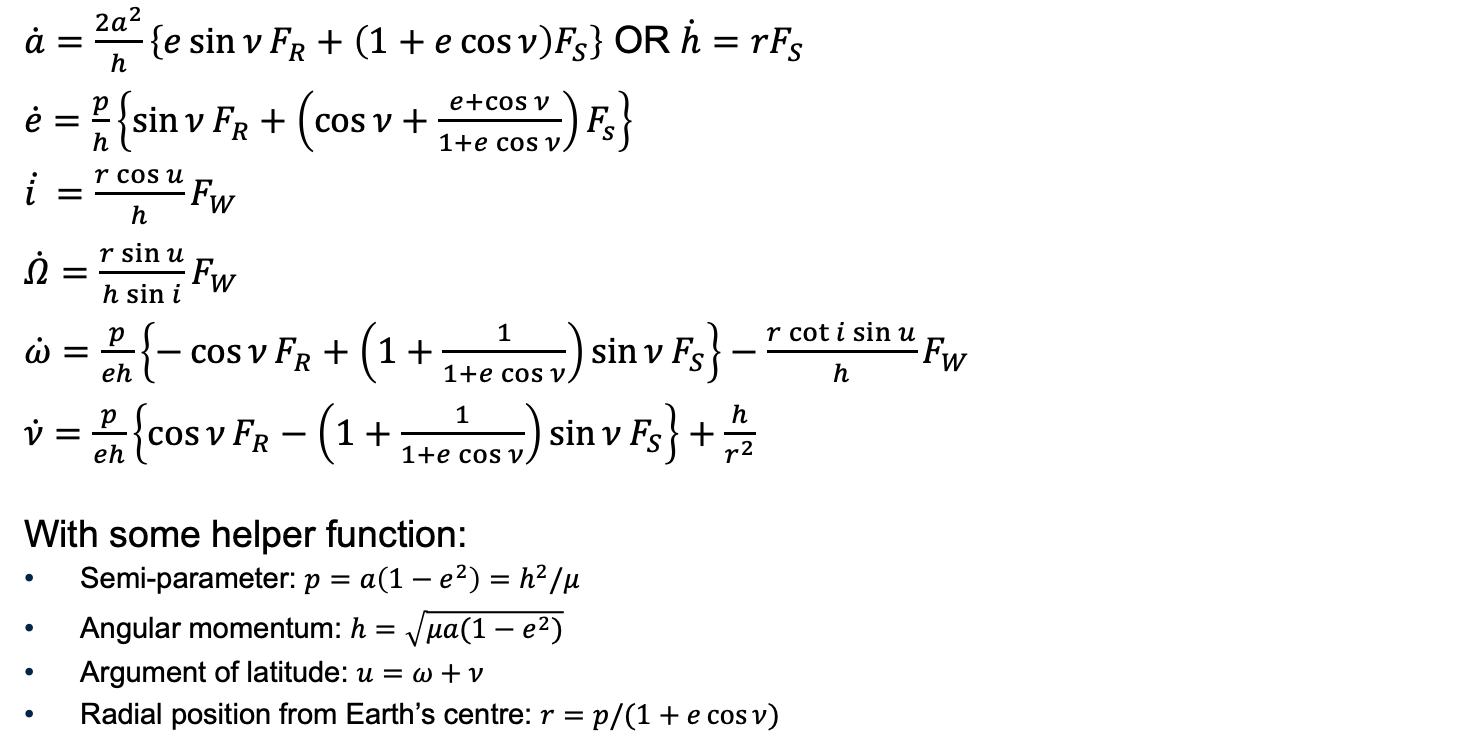 ȧ = 2a²/h {e sin ν F_R + (1 + e cos ν)F_S} OR ḣ = rF_S
ė = p/h {sin ν F_R + (cos ν + (e+cos ν)/(1+e cos ν)) F_s}
i̇ = (r cos u)/h F_W
Ω̇ = (r sin u)/(h sin i) F_W
ω̇ = p/(eh) {− cos ν F_R + (1 + 1/(1+e cos ν)) sin ν F_s} − (r cot i sin u)/h F_W
ν̇ = p/(eh) {cos ν F_R − (1 + 1/(1+e cos ν)) sin ν F_s} + h/r²
With some helper function:
• Semi-parameter: p = a(1 − e²) = h²/μ
• Angular momentum: h = √(μa(1 − e²))
• Argument of latitude: u = ω + ν
• Radial position from Earth's centre: r = p/(1 + e cos ν)